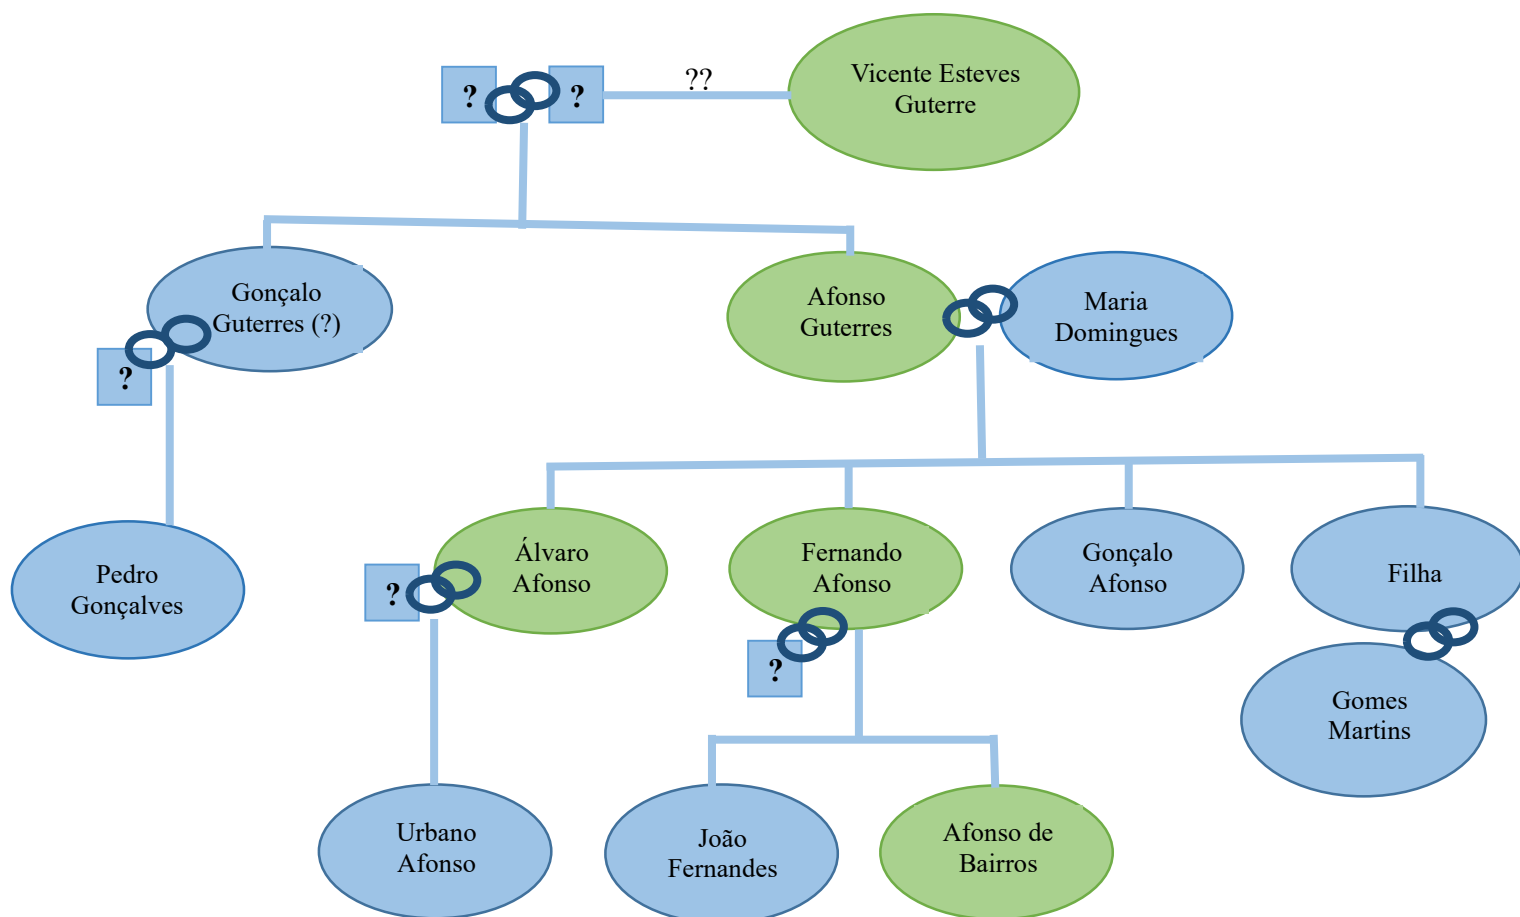 ?
?
??
Vicente Esteves
Guterre
Gonçalo
Guterres (?)
?
Afonso
Guterres
Maria
Domingues
Pedro
Gonçalves
?
Álvaro
Afonso
Fernando
Afonso
?
Gonçalo
Afonso
Filha
Gomes
Martins
Urbano
Afonso
João
Fernandes
Afonso de
Bairros